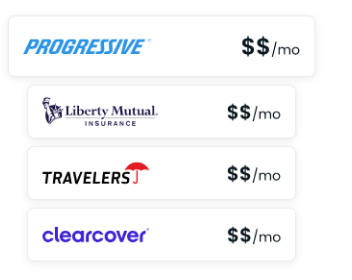 PROGRESSIVE $$/mo
Liberty Mutual.
INSURANCE $$/mo
TRAVELERS $$/mo
clearcover $$/mo